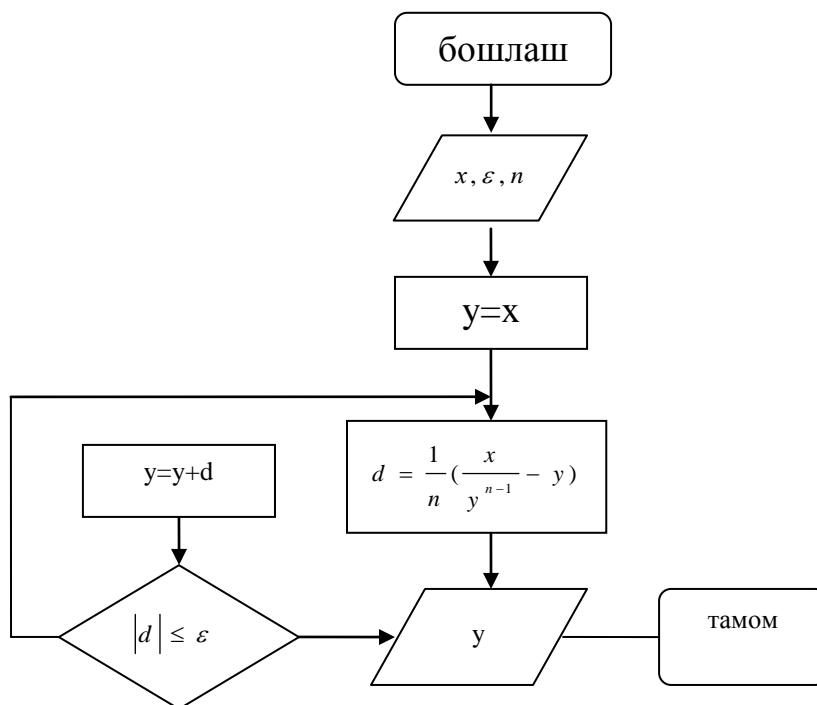 бошлаш
x, ε, n
y=x
y=y+d
d = 1/n (x/y^{n-1} - y)
|d| ≤ ε
y
тамом